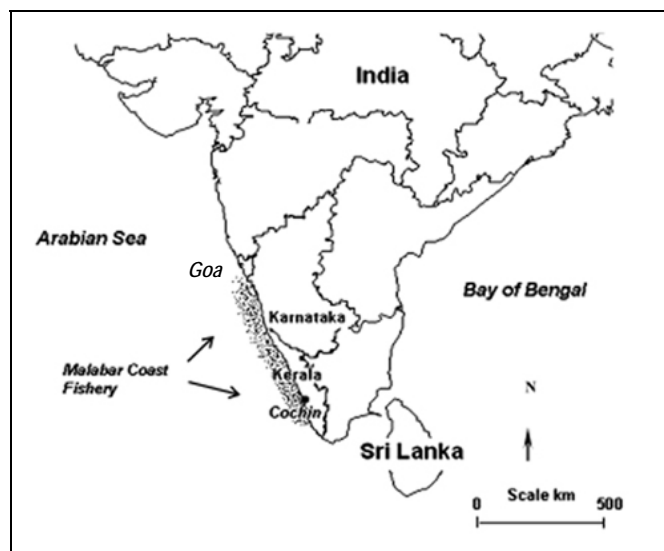 India
Arabian Sea
Goa
Bay of Bengal
Karnataka
Malabar Coast
Fishery
Kerala
Cochin
N
Sri Lanka
Scale km
0 500